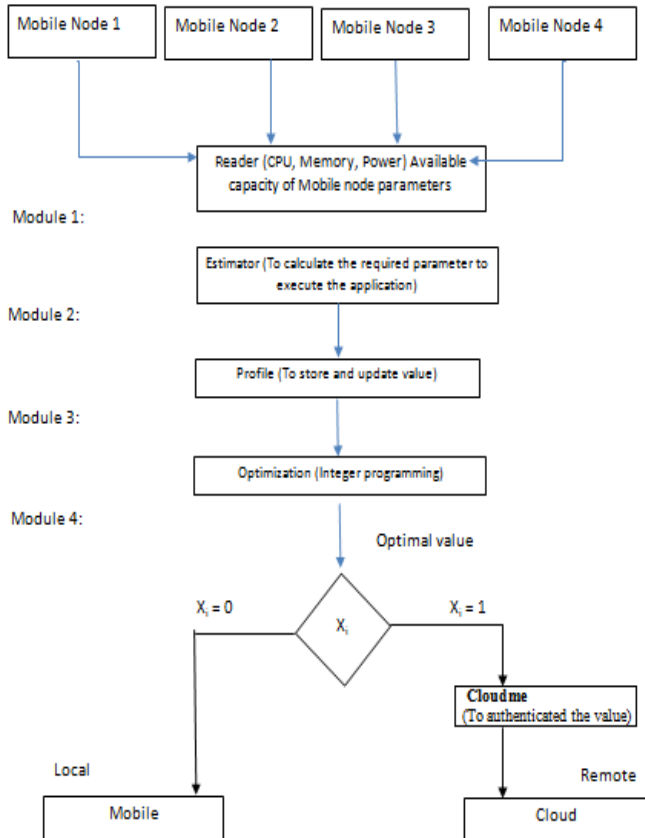 Mobile Node 1
Mobile Node 2
Mobile Node 3
Mobile Node 4
Reader (CPU, Memory, Power) Available
capacity of Mobile node parameters
Module 1:
Estimator (To calculate the required parameter to
execute the application)
Module 2:
Profile (To store and update value)
Module 3:
Optimization (Integer programming)
Module 4:
Optimal value
Xᵢ = 0
Xᵢ
Xᵢ = 1
Cloudme
(To authenticated the value)
Local
Remote
Mobile
Cloud